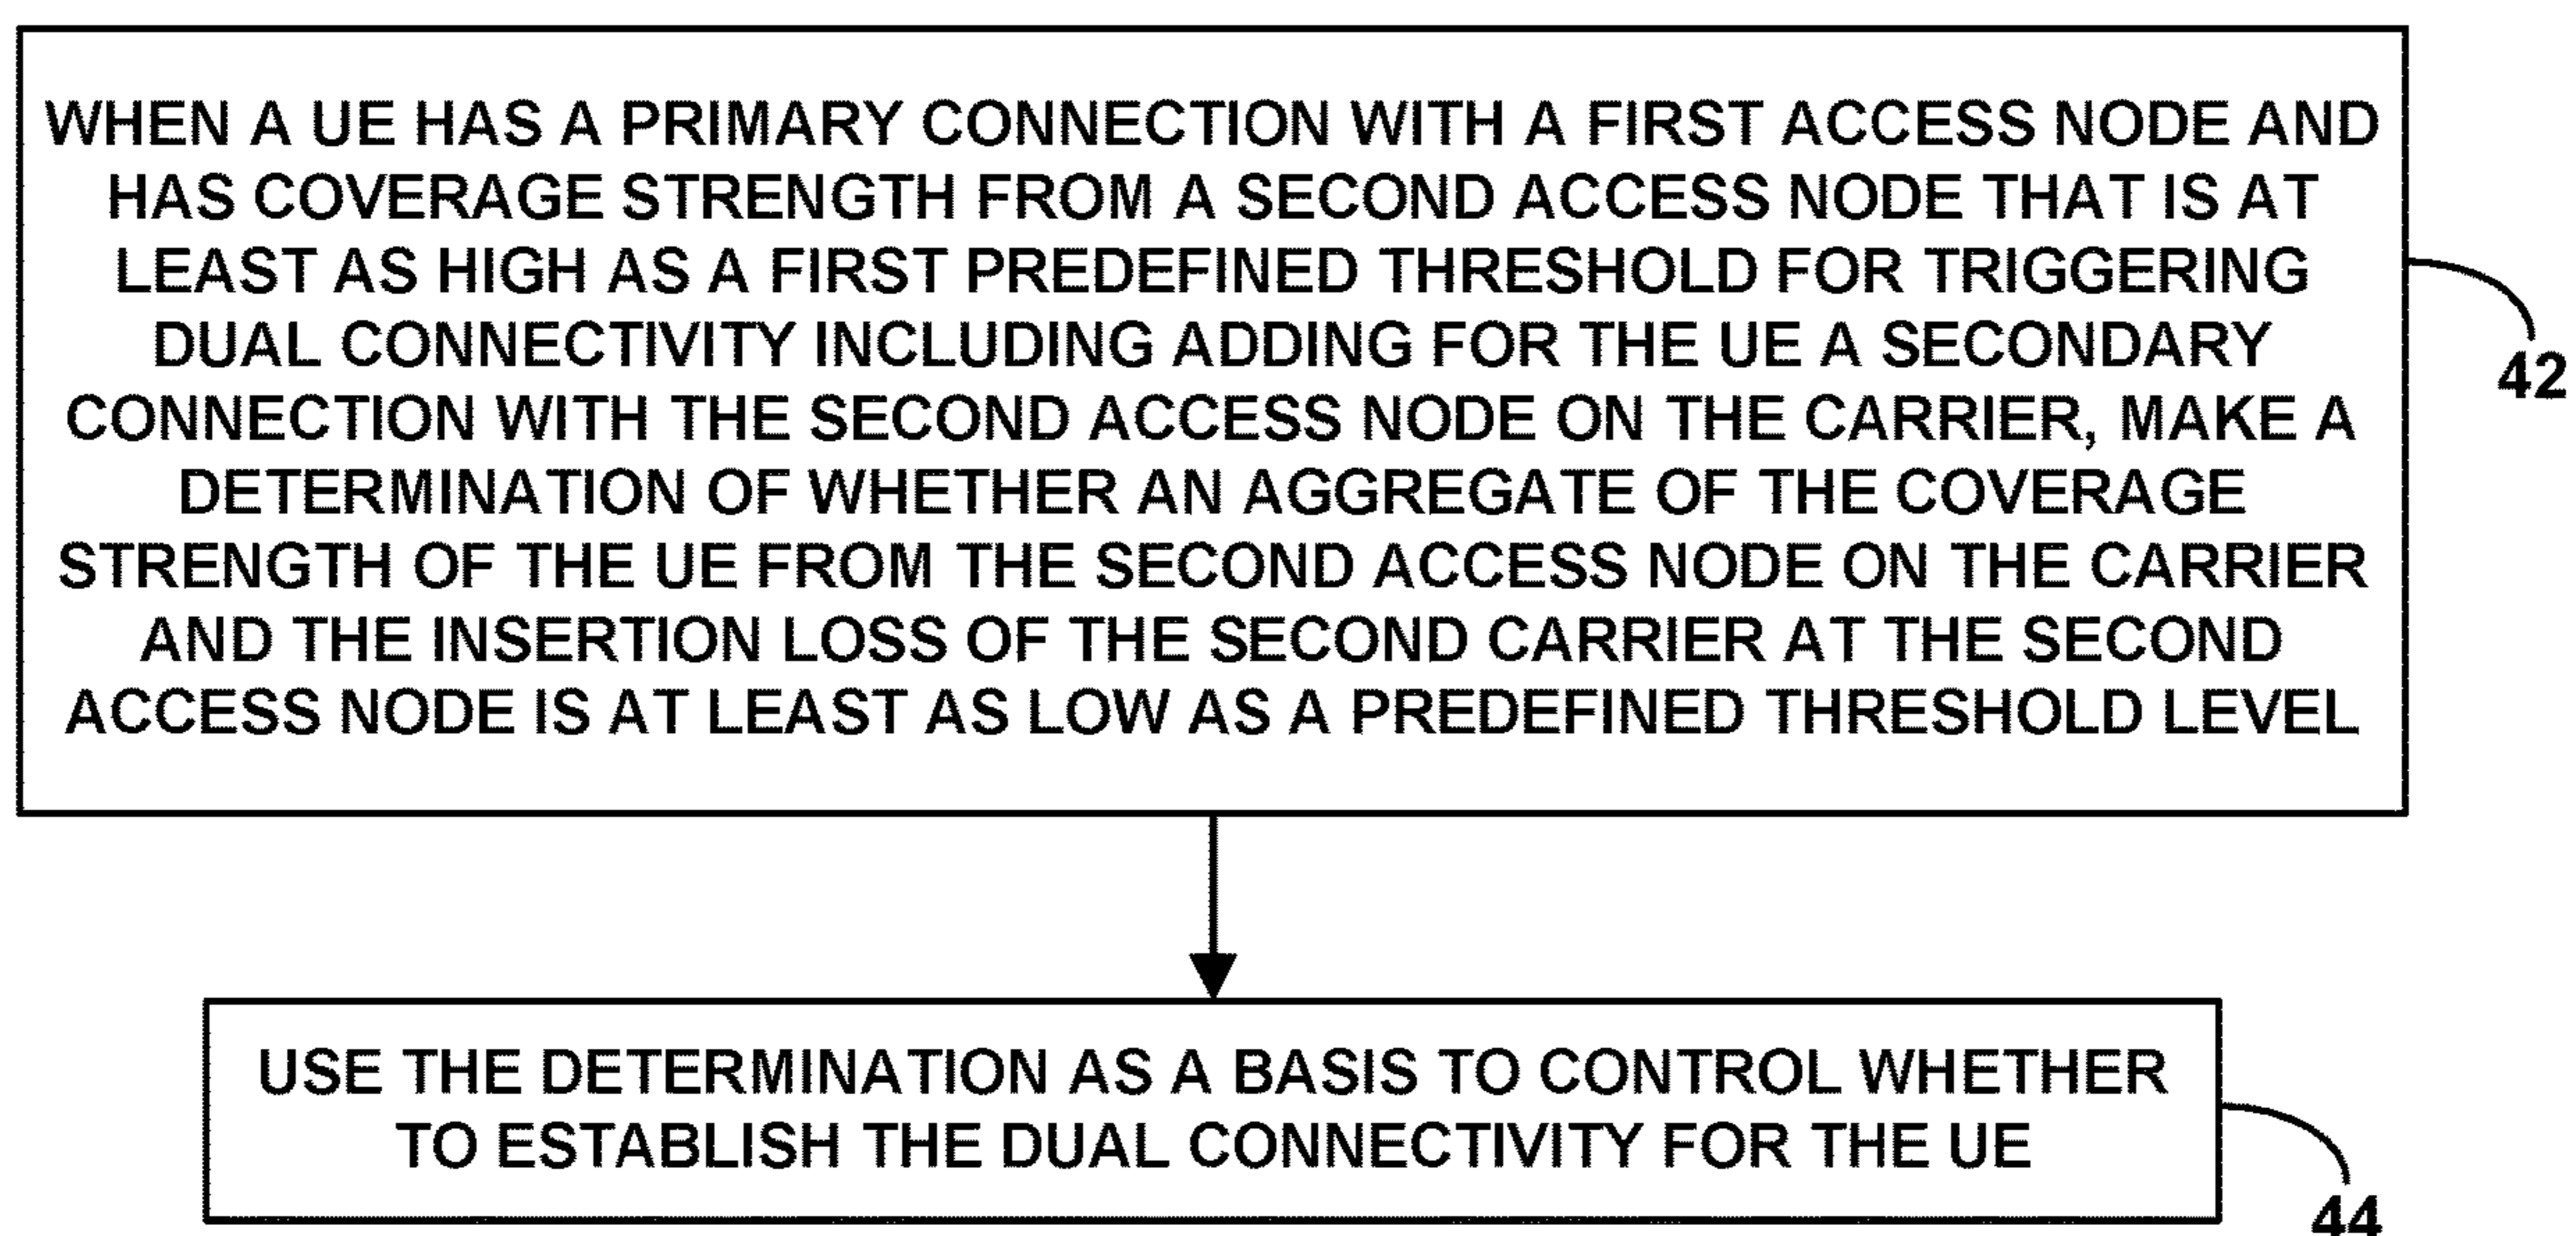 WHEN A UE HAS A PRIMARY CONNECTION WITH A FIRST ACCESS NODE AND
HAS COVERAGE STRENGTH FROM A SECOND ACCESS NODE THAT IS AT
LEAST AS HIGH AS A FIRST PREDEFINED THRESHOLD FOR TRIGGERING
DUAL CONNECTIVITY INCLUDING ADDING FOR THE UE A SECONDARY
CONNECTION WITH THE SECOND ACCESS NODE ON THE CARRIER, MAKE A
DETERMINATION OF WHETHER AN AGGREGATE OF THE COVERAGE
STRENGTH OF THE UE FROM THE SECOND ACCESS NODE ON THE CARRIER
AND THE INSERTION LOSS OF THE SECOND CARRIER AT THE SECOND
ACCESS NODE IS AT LEAST AS LOW AS A PREDEFINED THRESHOLD LEVEL
42
USE THE DETERMINATION AS A BASIS TO CONTROL WHETHER
TO ESTABLISH THE DUAL CONNECTIVITY FOR THE UE
44